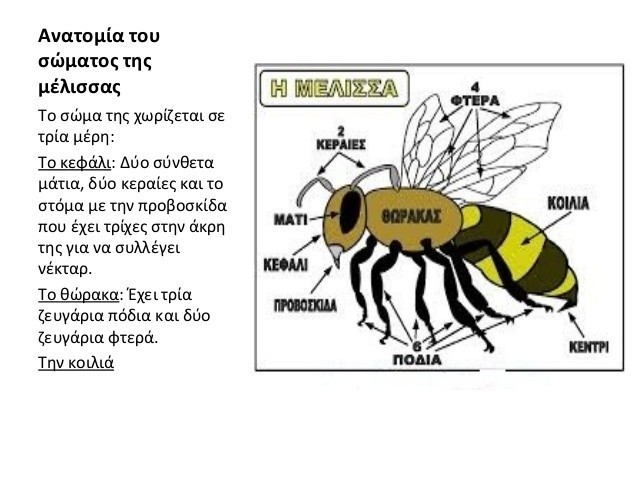 Ανατομία του
σώματος της
μέλισσας
Το σώμα της χωρίζεται σε
τρία μέρη:
Το κεφάλι: Δύο σύνθετα
μάτια, δύο κεραίες και το
στόμα με την προβοσκίδα
που έχει τρίχες στην άκρη
της για να συλλέγει
νέκταρ.
Το θώρακα: Έχει τρία
ζευγάρια πόδια και δύο
ζευγάρια φτερά.
Την κοιλιά
Η ΜΕΛΙΣΣΑ
4
ΦΤΕΡΑ
2
ΚΕΡΑΙΕΣ
ΚΟΙΛΙΑ
ΘΩΡΑΚΑΣ
ΜΑΤΙ
ΚΕΦΑΛΙ
ΠΡΟΒΟΣΚΙΔΑ
6
ΠΟΔΙΑ
ΚΕΝΤΡΙ